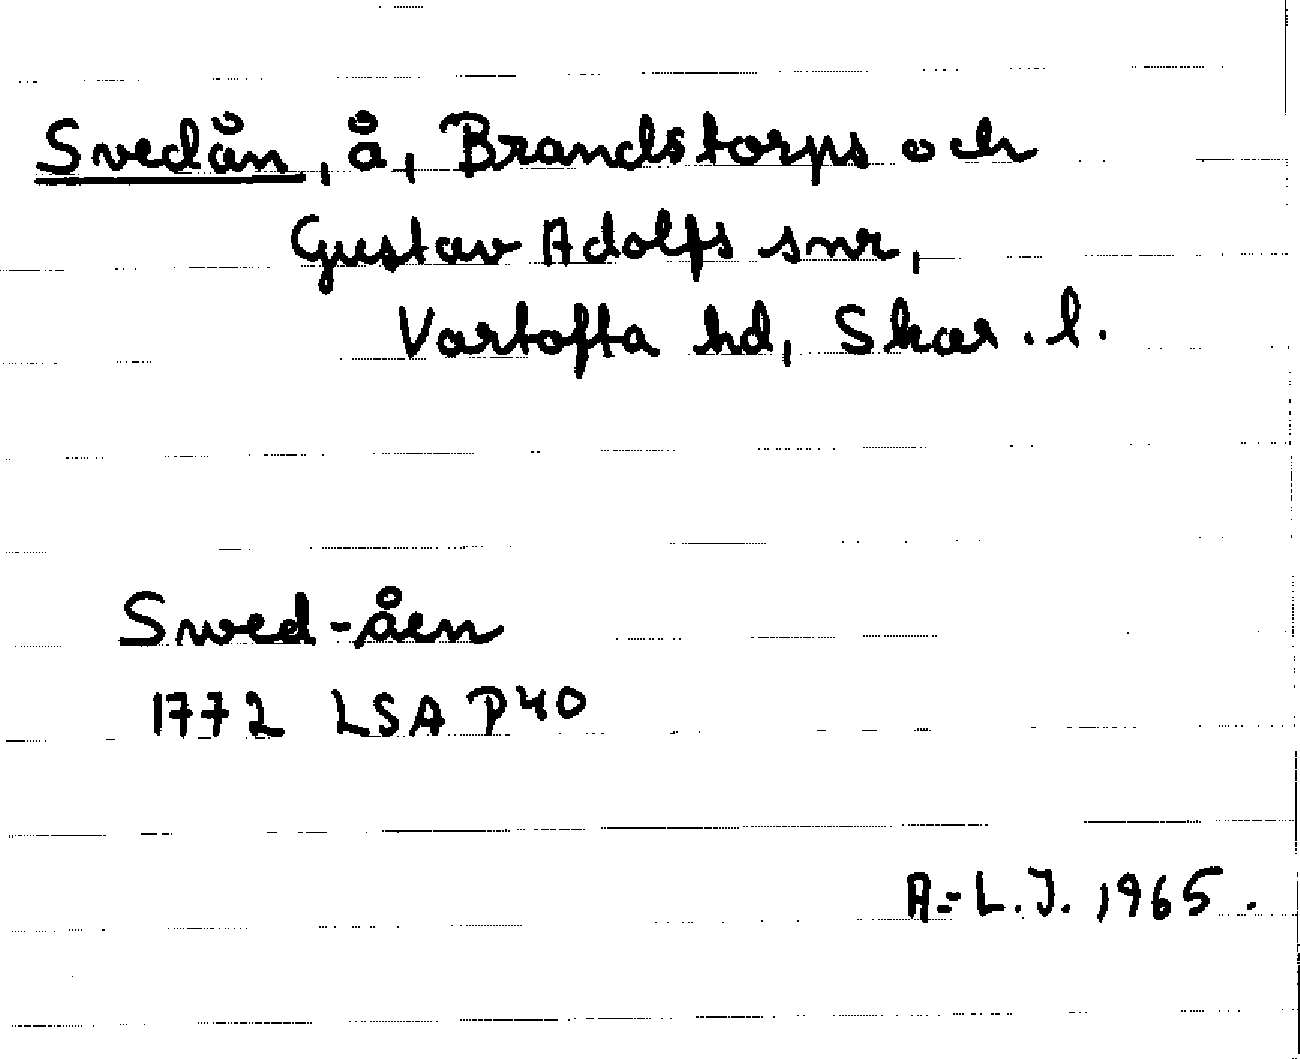 Svedån, å, Brandstorps och
Gustav Adolfs snr,
Vartofta hd, Skar. l.
Swed-åen
1772 LSA P40
A.-L.J. 1965.